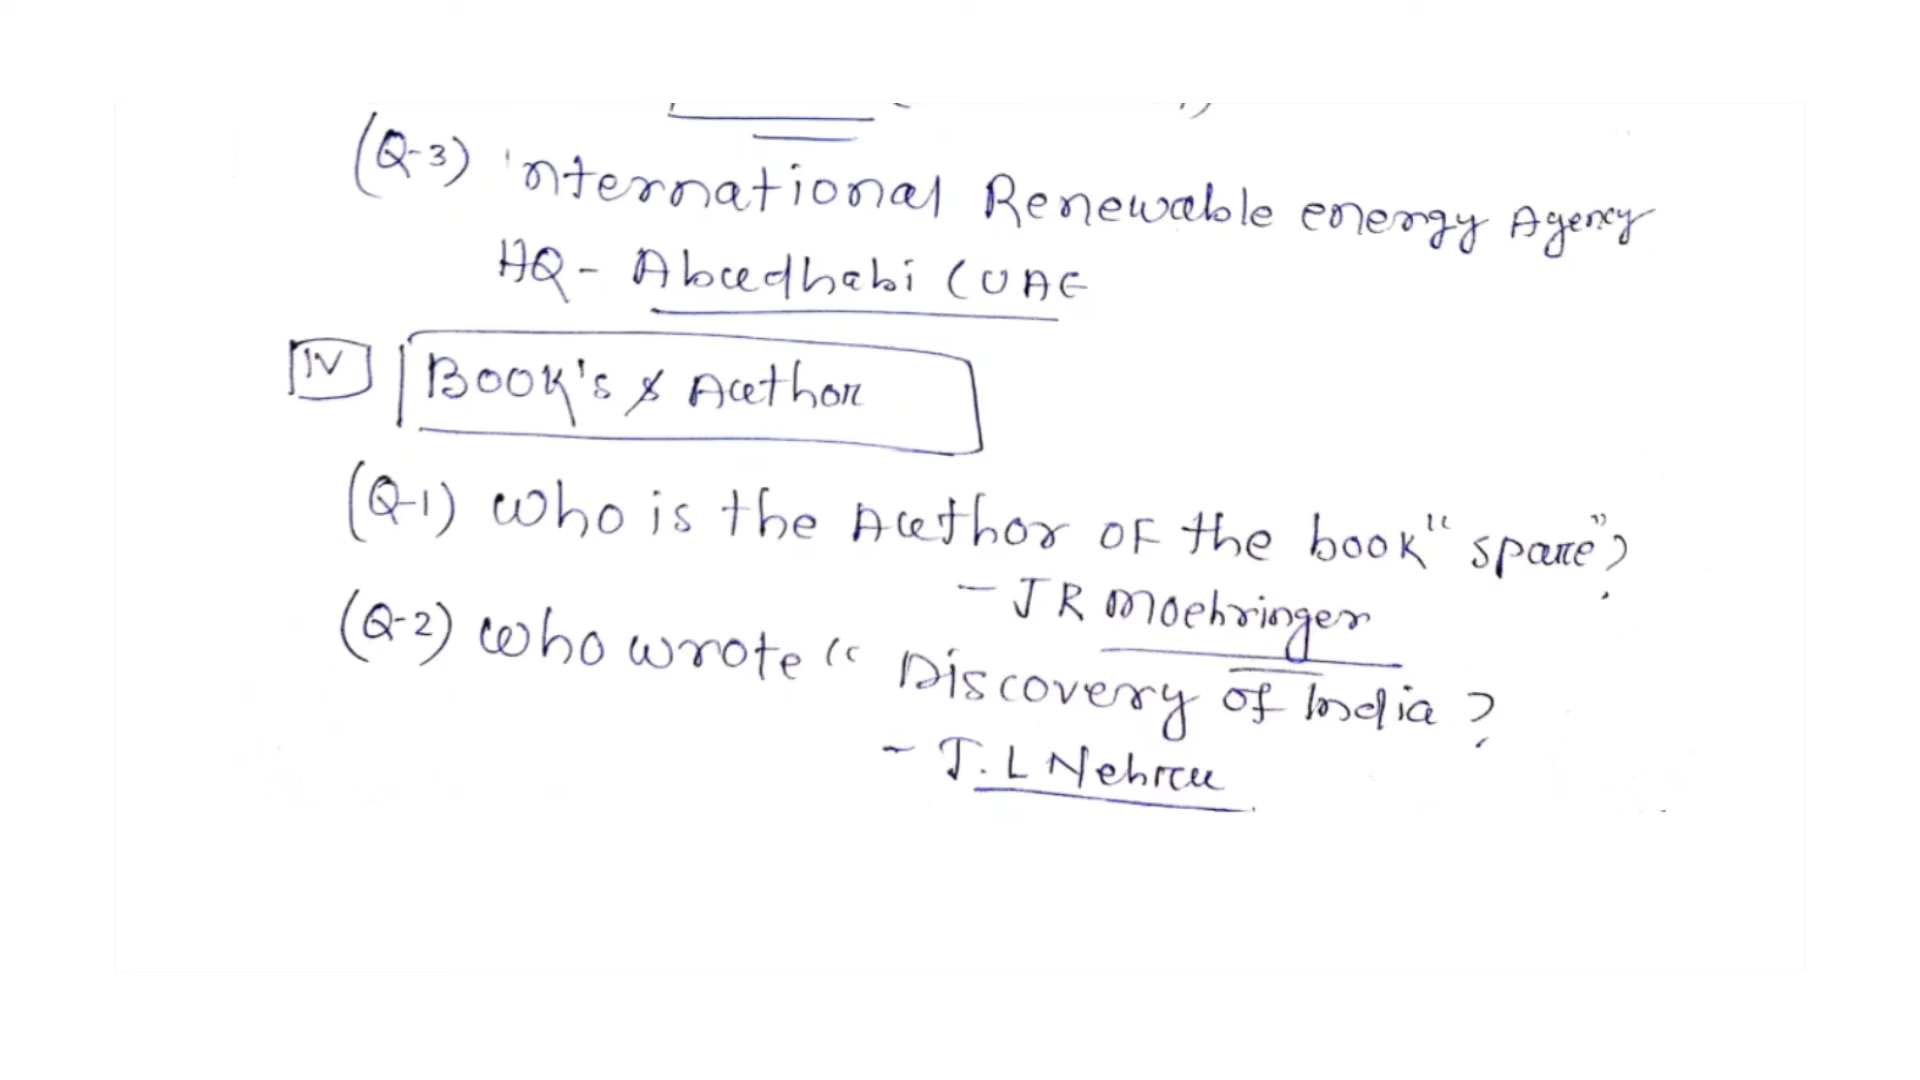 (Q-3) International Renewable energy Agency
HQ - Abudhabi (UAE
IV Book's & Author
(Q-1) Who is the Author of the book "spare"?
- JR Moehringer
(Q-2) Who wrote " Discovery of India ?
- J.L Nehru